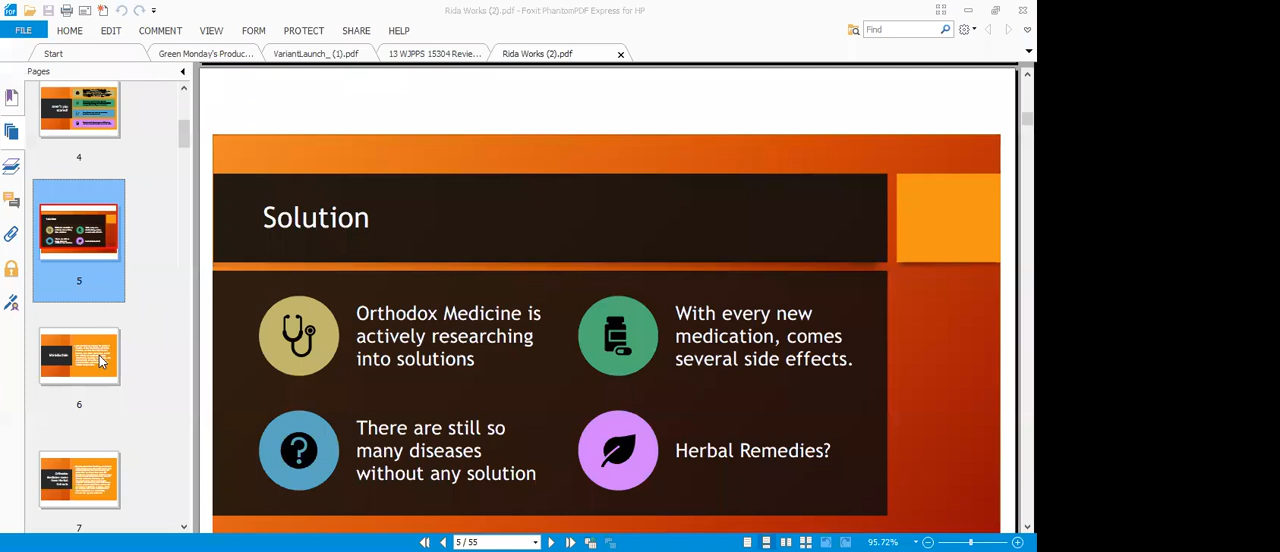 Rida Works (2).pdf - Foxit PhantomPDF Express for HP
FILE HOME EDIT COMMENT VIEW FORM PROTECT SHARE HELP
Find
Start Green Monday's Produc... VariantLaunch_ (1).pdf 13 WJPPS 15304 Revie... Rida Works (2).pdf
Pages
4
5
Introduction
6
7
Solution
Orthodox Medicine is
actively researching
into solutions
With every new
medication, comes
several side effects.
There are still so
many diseases
without any solution
Herbal Remedies?
5 / 55
95.72%